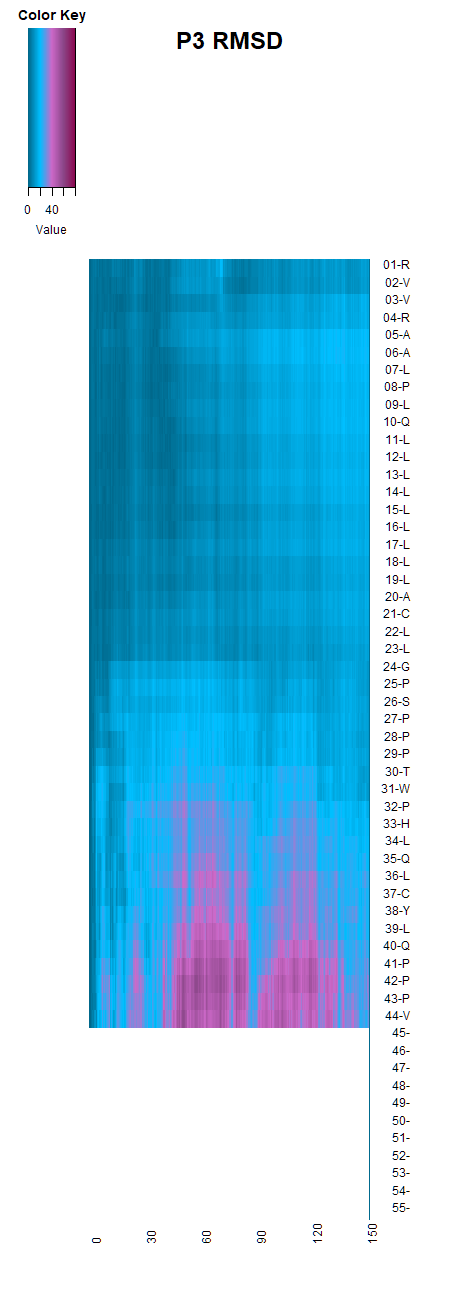 Color Key
P3 RMSD
0 40
Value
01-R
02-V
03-V
04-R
05-A
06-A
07-L
08-P
09-L
10-Q
11-L
12-L
13-L
14-L
15-L
16-L
17-L
18-L
19-L
20-A
21-C
22-L
23-L
24-G
25-P
26-S
27-P
28-P
29-P
30-T
31-W
32-P
33-H
34-L
35-Q
36-L
37-C
38-Y
39-L
40-Q
41-P
42-P
43-P
44-V
45-
46-
47-
48-
49-
50-
51-
52-
53-
54-
55-
0 30 60 90 120 150